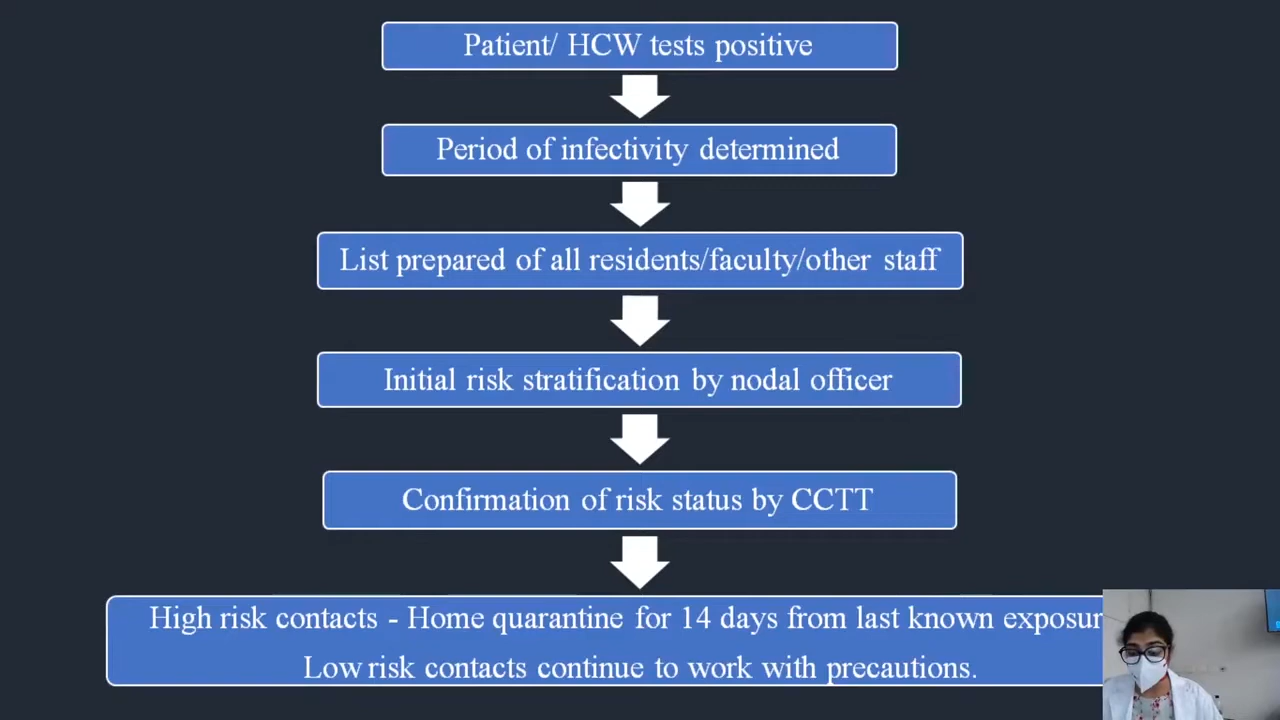 Patient/ HCW tests positive
Period of infectivity determined
List prepared of all residents/faculty/other staff
Initial risk stratification by nodal officer
Confirmation of risk status by CCTT
High risk contacts - Home quarantine for 14 days from last known exposur
Low risk contacts continue to work with precautions.